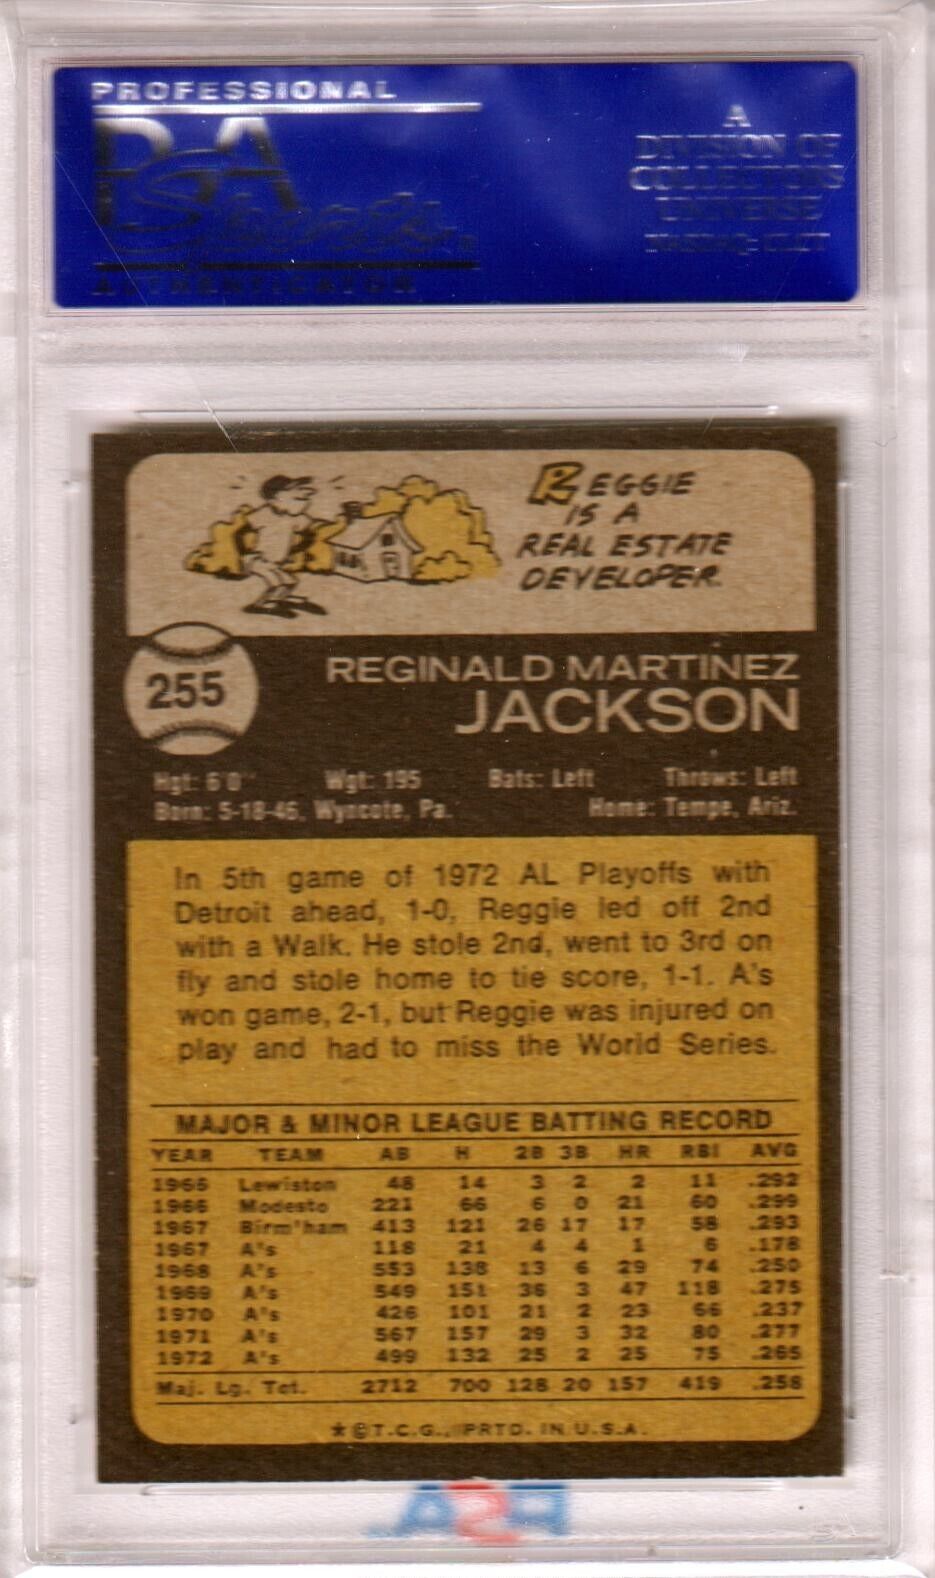 PROFESSIONAL
PSA
Sports®
AUTHENTICATOR
A
DIVISION OF
COLLECTORS
UNIVERSE
NASDAQ: CLCT
REGGIE
IS A
REAL ESTATE
DEVELOPER.
255
REGINALD MARTINEZ
JACKSON
Hgt: 6'0" Wgt: 195 Bats: Left Throws: Left
Born: 5-18-46, Wyncote, Pa. Home: Tempe, Ariz.
In 5th game of 1972 AL Playoffs with
Detroit ahead, 1-0, Reggie led off 2nd
with a Walk. He stole 2nd, went to 3rd on
fly and stole home to tie score, 1-1. A's
won game, 2-1, but Reggie was injured on
play and had to miss the World Series.
MAJOR & MINOR LEAGUE BATTING RECORD
YEAR TEAM AB H 2B 3B HR RBI AVG
1966 Lewiston 48 14 3 2 2 11 .292
1966 Modesto 221 66 6 0 21 60 .299
1967 Birm'ham 413 121 26 17 17 58 .293
1967 A's 118 21 4 4 1 6 .178
1968 A's 553 138 13 6 29 74 .250
1969 A's 549 151 36 3 47 118 .275
1970 A's 426 101 21 2 23 66 .237
1971 A's 567 157 29 3 32 80 .277
1972 A's 499 132 25 2 25 75 .265
Maj. Lg. Tot. 2712 700 128 20 157 419 .258
★©T.C.G. PRTD. IN U.S.A.
PSA